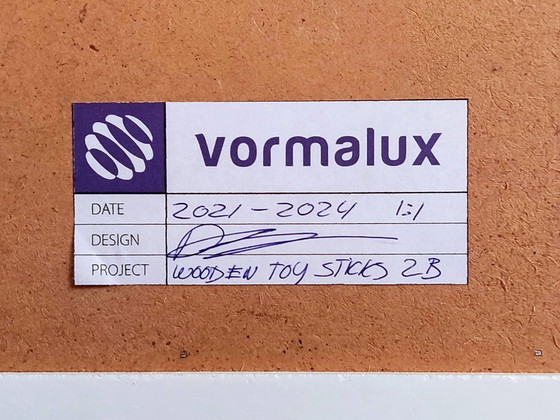 vormalux
DATE 2021-2024 1:1
DESIGN
PROJECT WOODEN TOY STICKS 2B